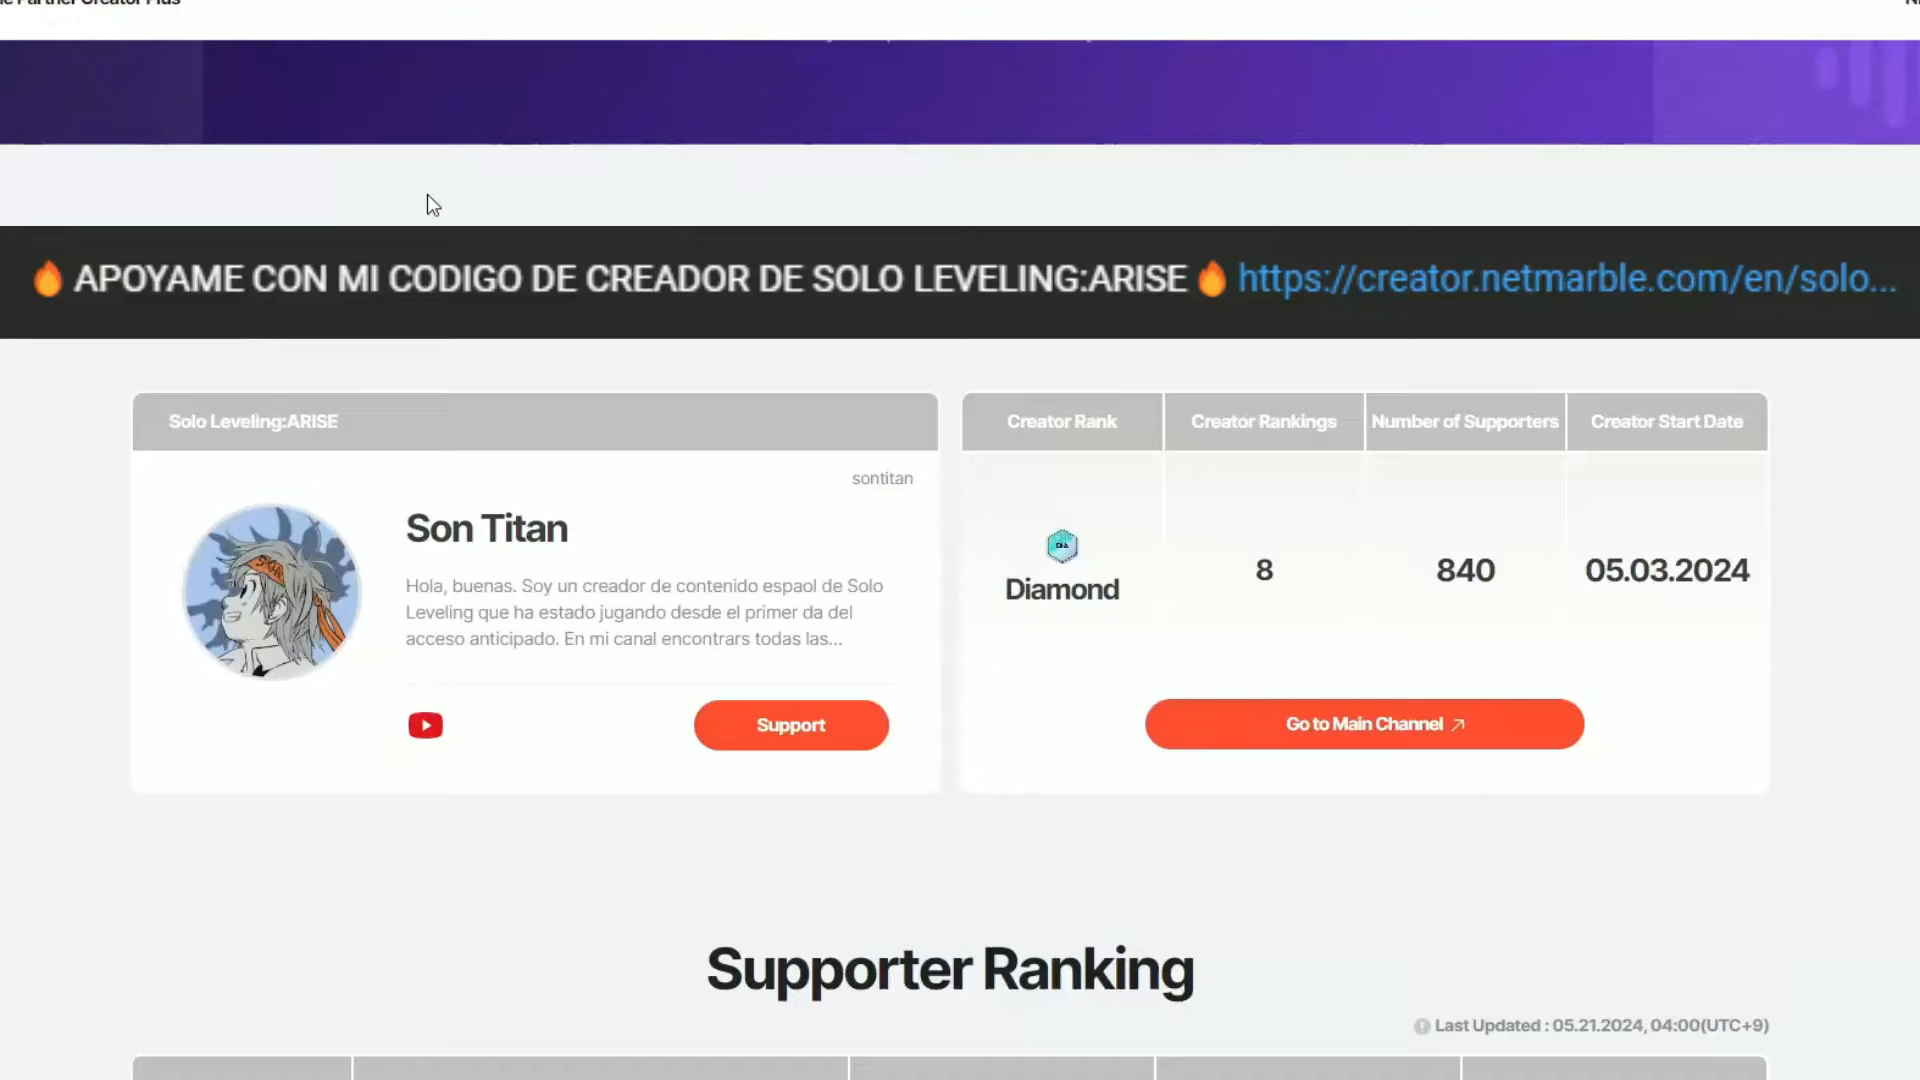 Partner Creator Plus
🔥 APOYAME CON MI CODIGO DE CREADOR DE SOLO LEVELING:ARISE 🔥 https://creator.netmarble.com/en/solo...
Solo Leveling:ARISE
sontitan
Son Titan
Hola, buenas. Soy un creador de contenido espaol de Solo
Leveling que ha estado jugando desde el primer da del
acceso anticipado. En mi canal encontrars todas las...
Support
Creator Rank
Creator Rankings
Number of Supporters
Creator Start Date
DIA
Diamond
8
840
05.03.2024
Go to Main Channel
Supporter Ranking
Last Updated : 05.21.2024, 04:00(UTC+9)